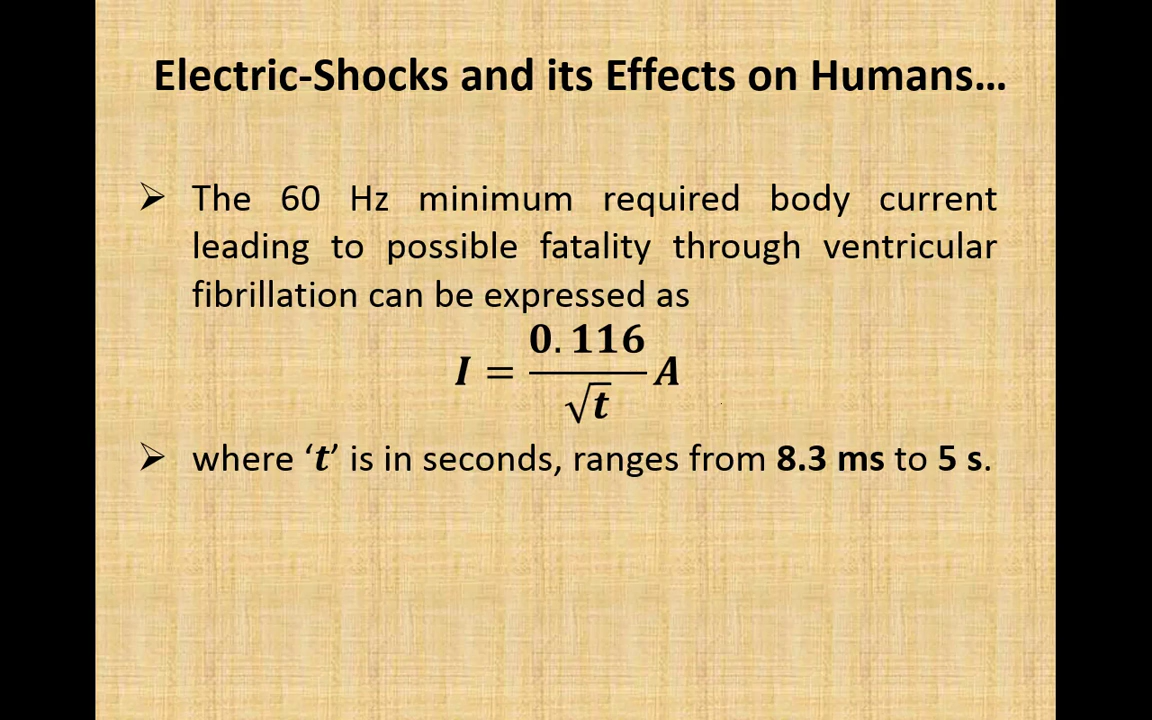 Electric-Shocks and its Effects on Humans...
➢ The 60 Hz minimum required body current
leading to possible fatality through ventricular
fibrillation can be expressed as
I = 0.116/√t A
➢ where ‘t’ is in seconds, ranges from 8.3 ms to 5 s.